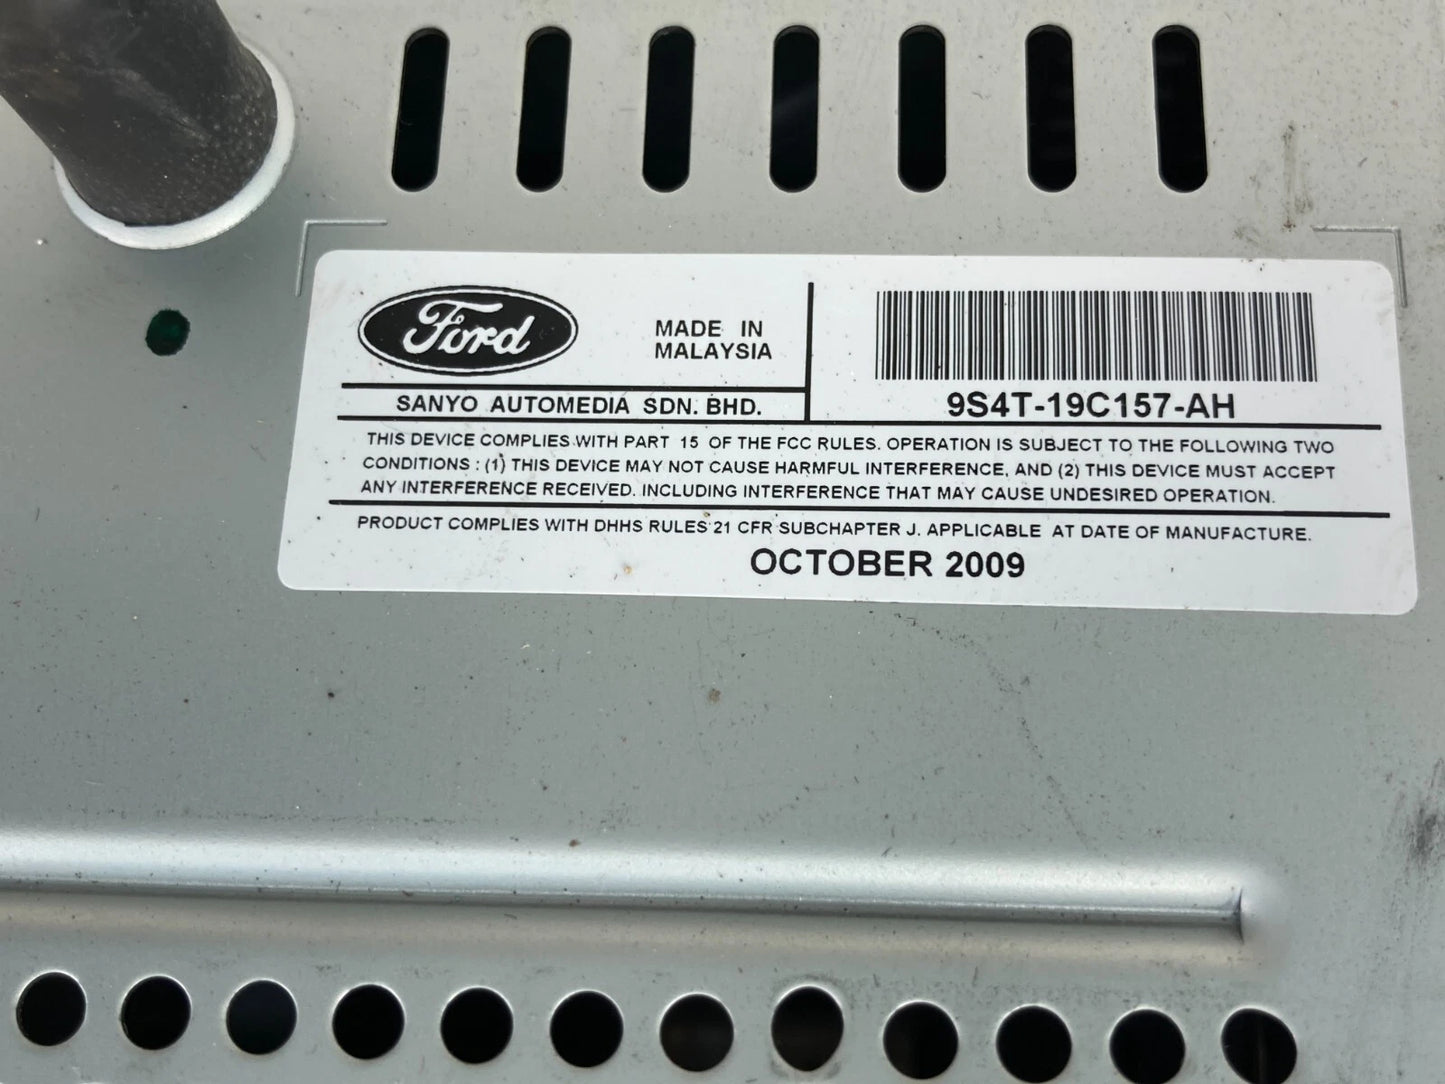 Ford
MADE IN
MALAYSIA
SANYO AUTOMEDIA SDN. BHD.
9S4T-19C157-AH
THIS DEVICE COMPLIES WITH PART 15 OF THE FCC RULES. OPERATION IS SUBJECT TO THE FOLLOWING TWO
CONDITIONS : (1) THIS DEVICE MAY NOT CAUSE HARMFUL INTERFERENCE, AND (2) THIS DEVICE MUST ACCEPT
ANY INTERFERENCE RECEIVED. INCLUDING INTERFERENCE THAT MAY CAUSE UNDESIRED OPERATION.
PRODUCT COMPLIES WITH DHHS RULES 21 CFR SUBCHAPTER J. APPLICABLE AT DATE OF MANUFACTURE.
OCTOBER 2009